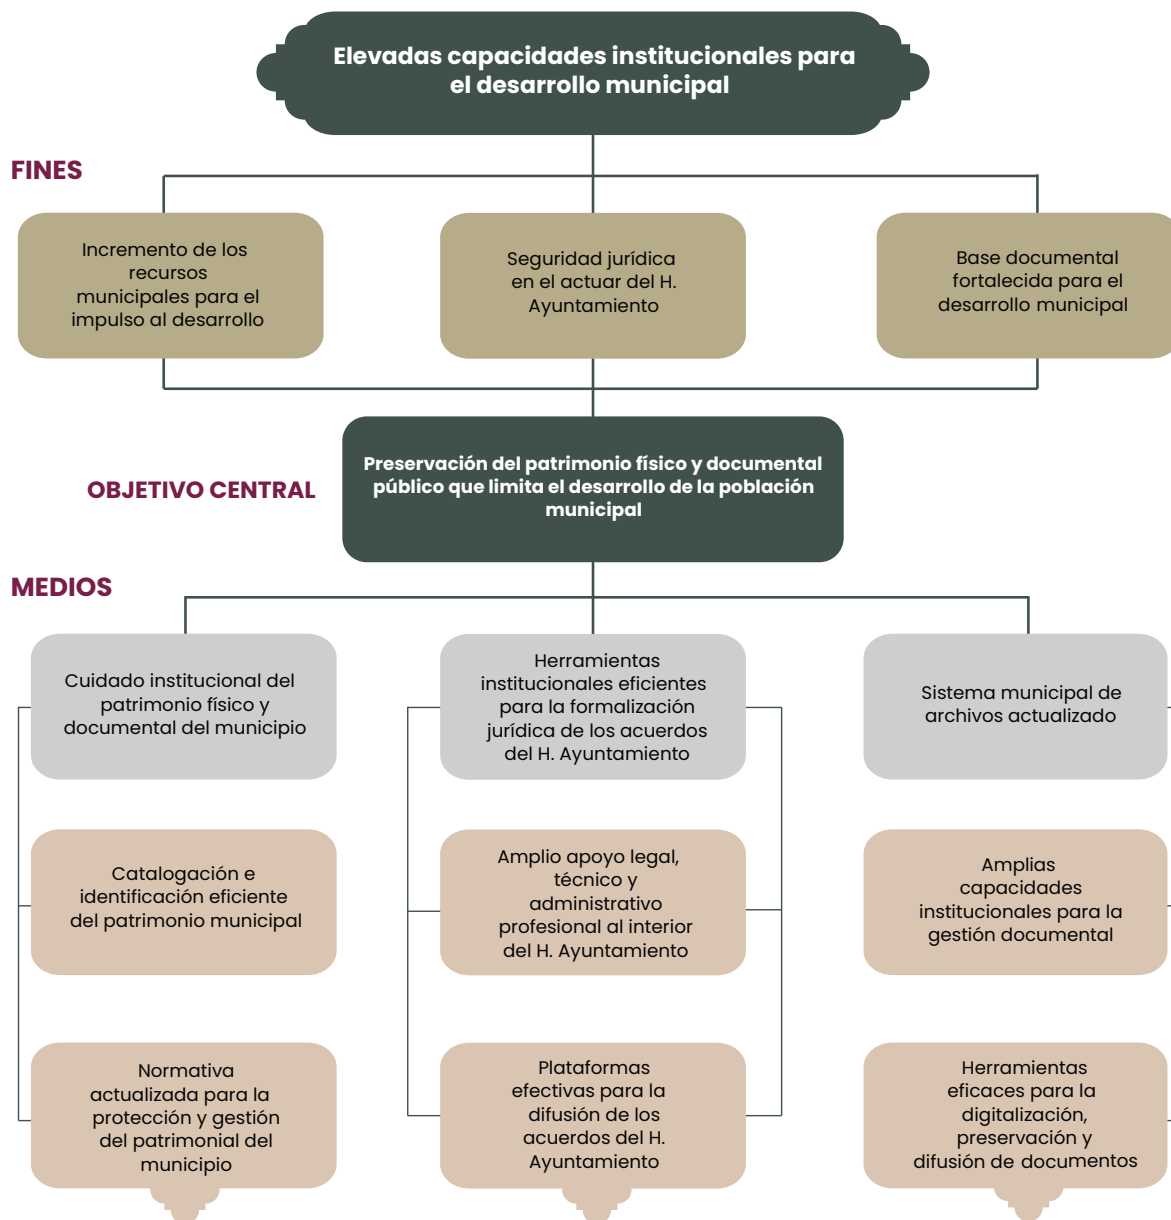 Elevadas capacidades institucionales para
el desarrollo municipal
FINES
Incremento de los
recursos
municipales para el
impulso al desarrollo
Seguridad jurídica
en el actuar del H.
Ayuntamiento
Base documental
fortalecida para el
desarrollo municipal
OBJETIVO CENTRAL
Preservación del patrimonio físico y documental
público que limita el desarrollo de la población
municipal
MEDIOS
Cuidado institucional del
patrimonio físico y
documental del municipio
Herramientas
institucionales eficientes
para la formalización
jurídica de los acuerdos
del H. Ayuntamiento
Sistema municipal de
archivos actualizado
Catalogación e
identificación eficiente
del patrimonio municipal
Amplio apoyo legal,
técnico y
administrativo
profesional al interior
del H. Ayuntamiento
Amplias
capacidades
institucionales para la
gestión documental
Normativa
actualizada para la
protección y gestión
del patrimonial del
municipio
Plataformas
efectivas para la
difusión de los
acuerdos del H.
Ayuntamiento
Herramientas
eficaces para la
digitalización,
preservación y
difusión de documentos